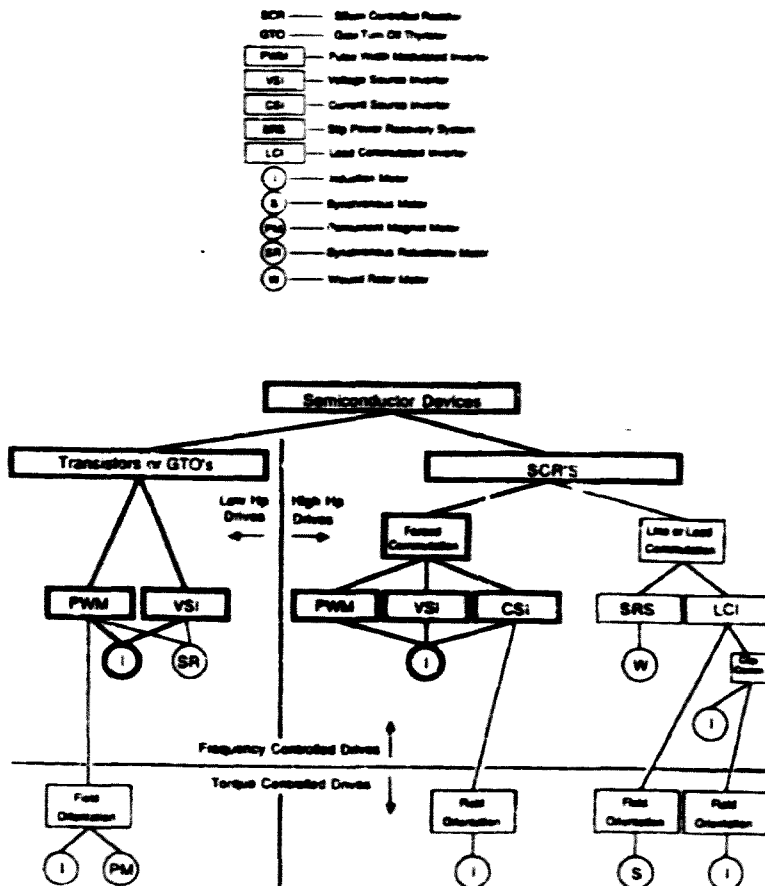 SCR — Silicon Controlled Rectifier
GTO — Gate Turn Off Thyristor
PWM — Pulse Width Modulated Inverter
VSI — Voltage Source Inverter
CSI — Current Source Inverter
SRS — Slip Power Recovery System
LCI — Load Commutated Inverter
I — Induction Motor
S — Synchronous Motor
PM — Permanent Magnet Motor
SR — Synchronous Reluctance Motor
W — Wound Rotor Motor
Semiconductor Devices
Transistors or GTO's
SCR'S
Low Hp
Drives
High Hp
Drives
Forced
Commutation
Line or Load
Commutation
PWM
VSI
PWM
VSI
CSI
SRS
LCI
I
SR
I
W
I
Frequency Controlled Drives
Torque Controlled Drives
Field
Orientation
Field
Orientation
Field
Orientation
Field
Orientation
I
PM
I
S
I